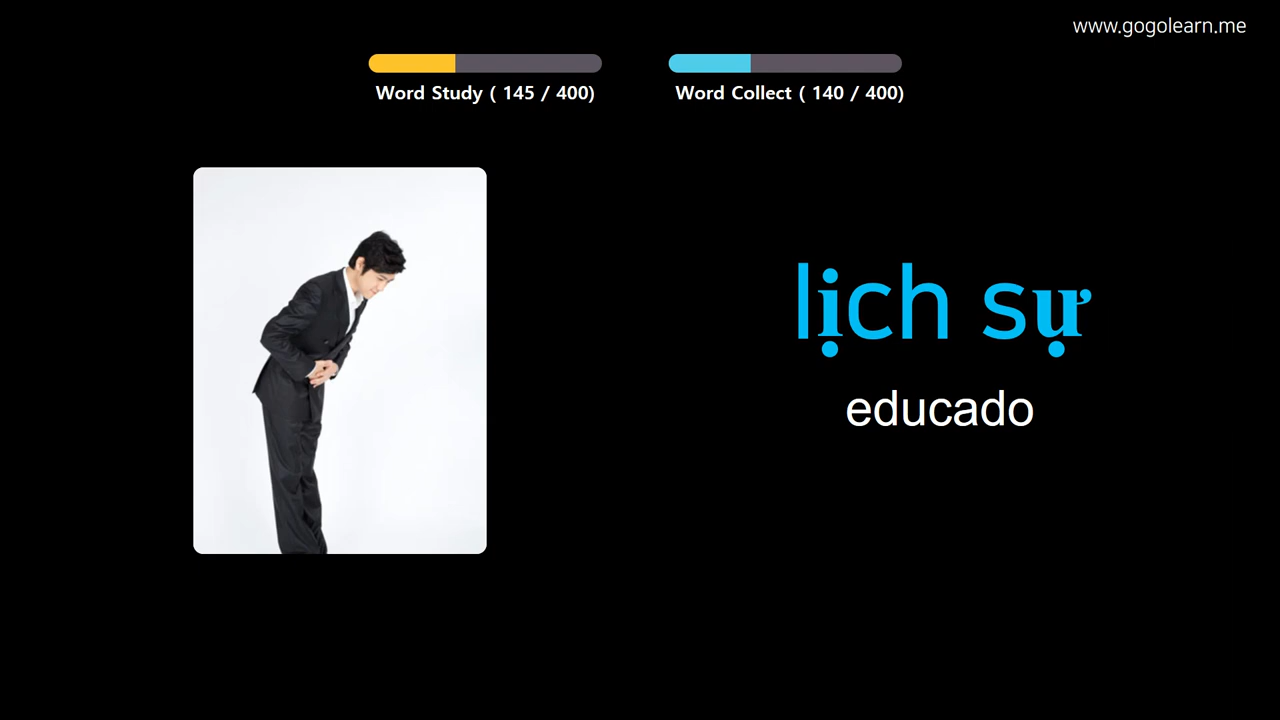 www.gogolearn.me
Word Study ( 145 / 400)
Word Collect ( 140 / 400)
lịch sự
educado